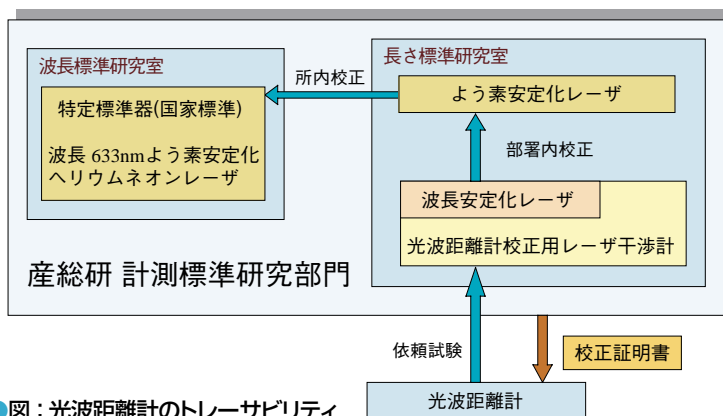 波長標準研究室
特定標準器(国家標準)
波長 633nmよう素安定化
ヘリウムネオンレーザ
所内校正
長さ標準研究室
よう素安定化レーザ
部署内校正
波長安定化レーザ
光波距離計校正用レーザ干渉計
産総研 計測標準研究部門
依頼試験
校正証明書
光波距離計
●図：光波距離計のトレーサビリティ